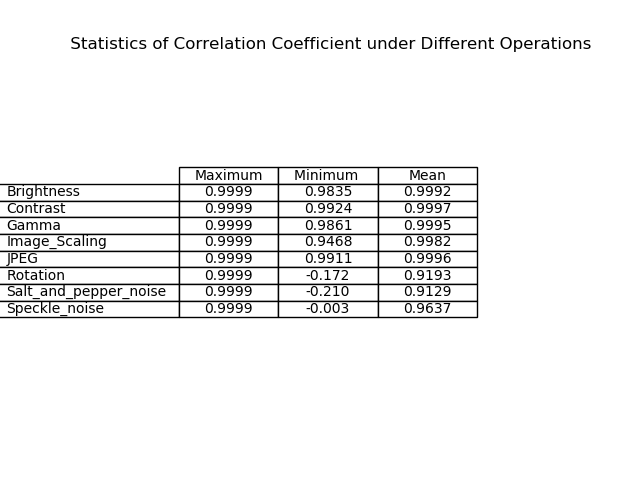 Statistics of Correlation Coefficient under Different Operations
Maximum Minimum Mean
Brightness 0.9999 0.9835 0.9992
Contrast 0.9999 0.9924 0.9997
Gamma 0.9999 0.9861 0.9995
Image_Scaling 0.9999 0.9468 0.9982
JPEG 0.9999 0.9911 0.9996
Rotation 0.9999 -0.172 0.9193
Salt_and_pepper_noise 0.9999 -0.210 0.9129
Speckle_noise 0.9999 -0.003 0.9637